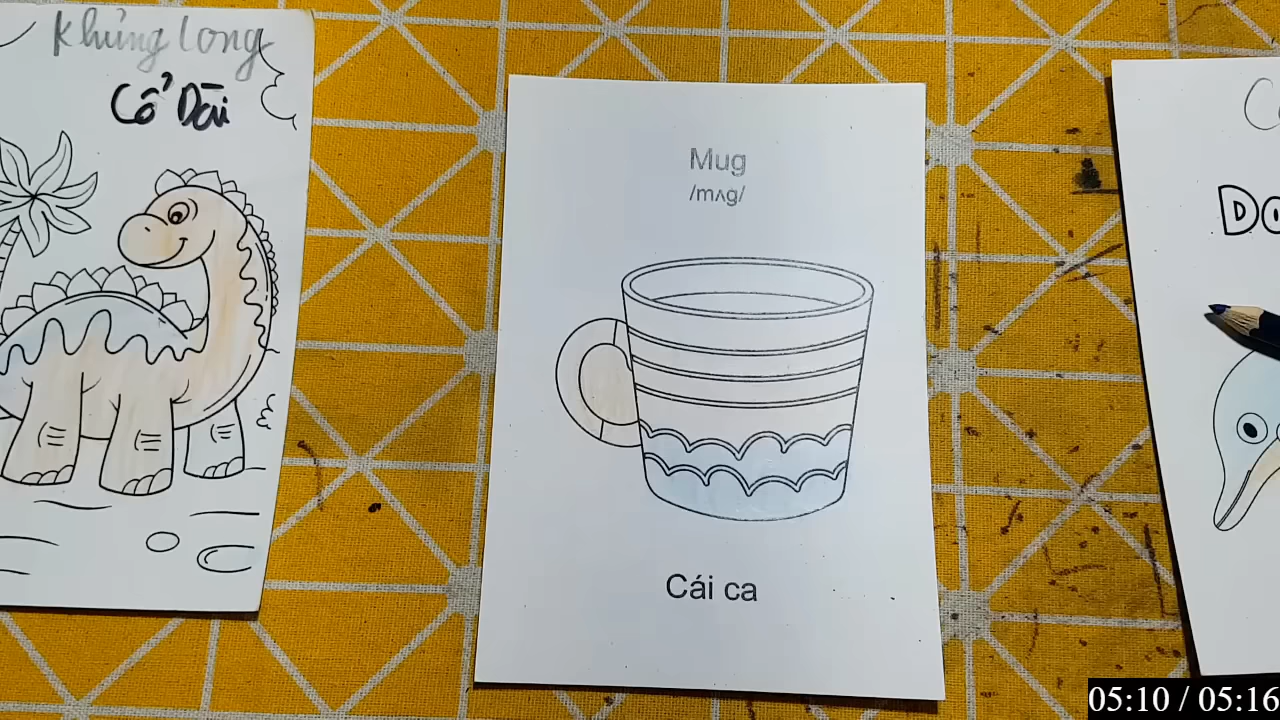 Khủng Long
Cổ Dài
Mug
/mʌg/
Cái ca
05:10 / 05:16